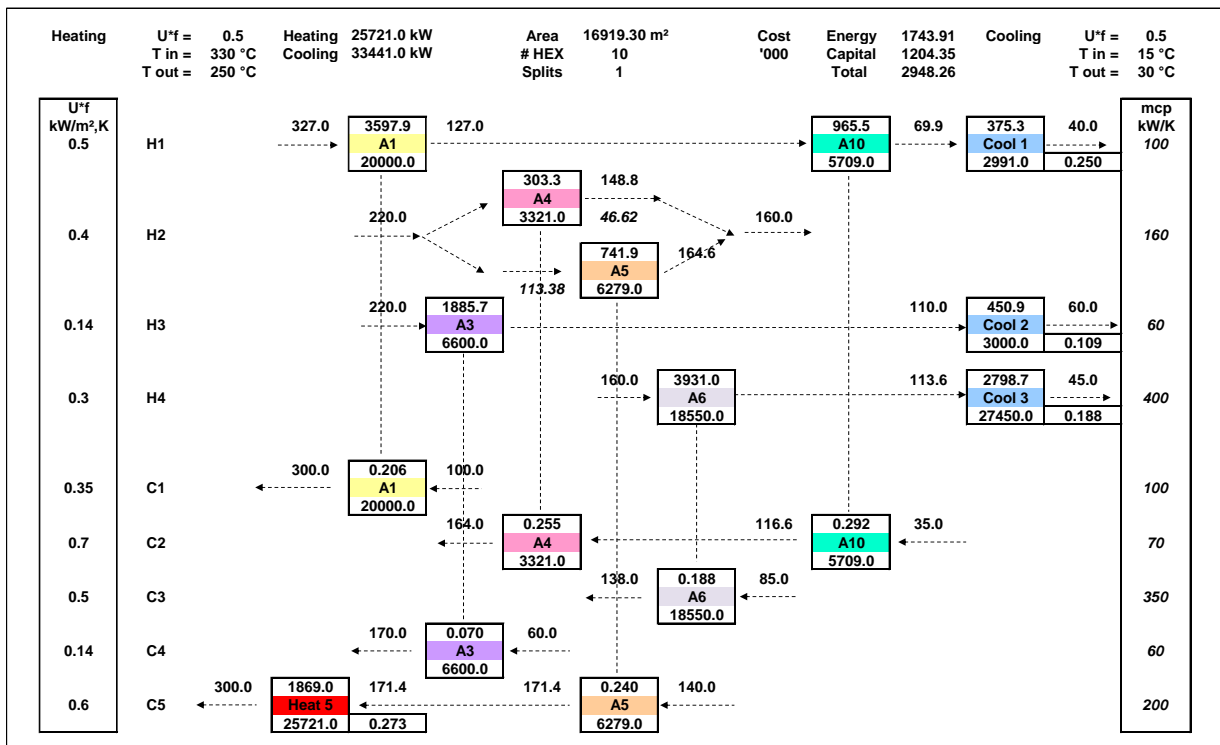 Heating U*f = 0.5 Heating 25721.0 kW Area 16919.30 m² Cost Energy 1743.91 Cooling U*f = 0.5
T in = 330 °C Cooling 33441.0 kW # HEX 10 '000 Capital 1204.35 T in = 15 °C
T out = 250 °C Splits 1 Total 2948.26 T out = 30 °C
U*f mcp
kW/m²,K kW/K
327.0 3597.9 127.0 965.5 69.9 375.3 40.0
0.5 H1 A1 A10 Cool 1 100
20000.0 5709.0 2991.0 0.250
303.3 148.8
A4
220.0 3321.0 46.62 160.0
0.4 H2 160
741.9 164.6
A5
113.38 6279.0
220.0 1885.7 110.0 450.9 60.0
0.14 H3 A3 Cool 2 60
6600.0 3000.0 0.109
160.0 3931.0 113.6 2798.7 45.0
0.3 H4 A6 Cool 3 400
18550.0 27450.0 0.188
300.0 0.206 100.0
0.35 C1 A1 100
20000.0
164.0 0.255 116.6 0.292 35.0
0.7 C2 A4 A10 70
3321.0 5709.0
138.0 0.188 85.0
0.5 C3 A6 350
18550.0
170.0 0.070 60.0
0.14 C4 A3 60
6600.0
300.0 1869.0 171.4 171.4 0.240 140.0
0.6 C5 Heat 5 A5 200
25721.0 0.273 6279.0